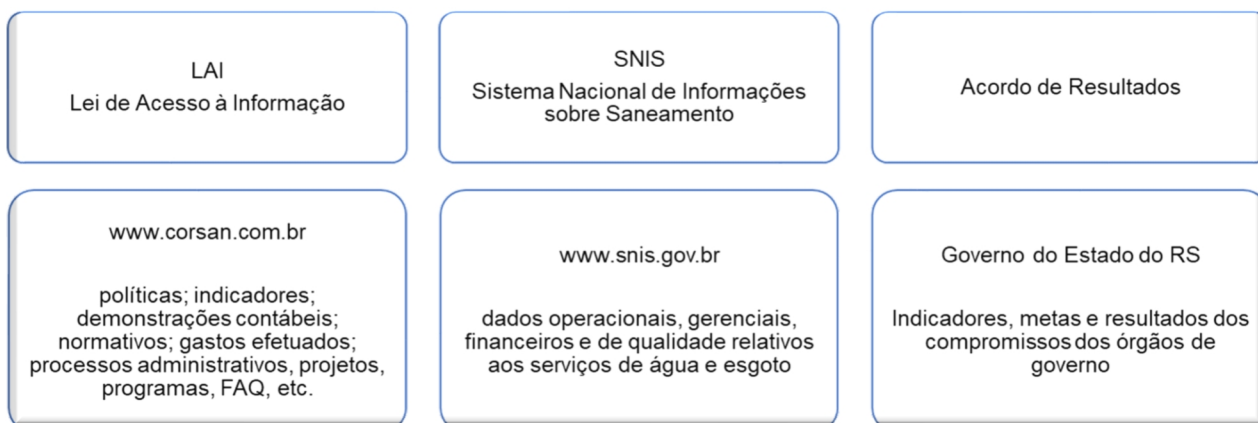 LAI
Lei de Acesso à Informação
SNIS
Sistema Nacional de Informações
sobre Saneamento
Acordo de Resultados
www.corsan.com.br
políticas; indicadores;
demonstrações contábeis;
normativos; gastos efetuados;
processos administrativos, projetos,
programas, FAQ, etc.
www.snis.gov.br
dados operacionais, gerenciais,
financeiros e de qualidade relativos
aos serviços de água e esgoto
Governo do Estado do RS
Indicadores, metas e resultados dos
compromissos dos órgãos de
governo